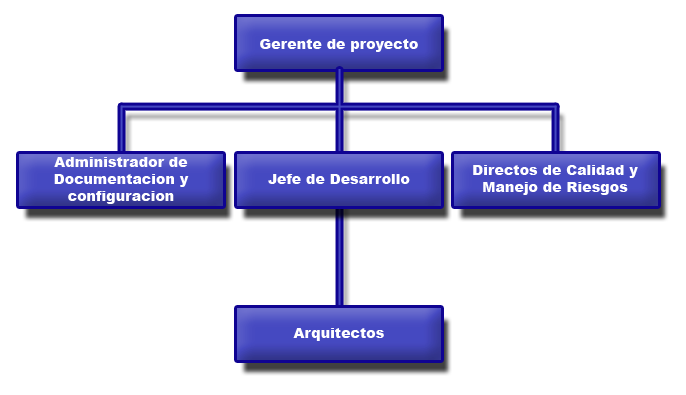 Gerente de proyecto
Administrador de
Documentacion y
configuracion
Jefe de Desarrollo
Directos de Calidad y
Manejo de Riesgos
Arquitectos